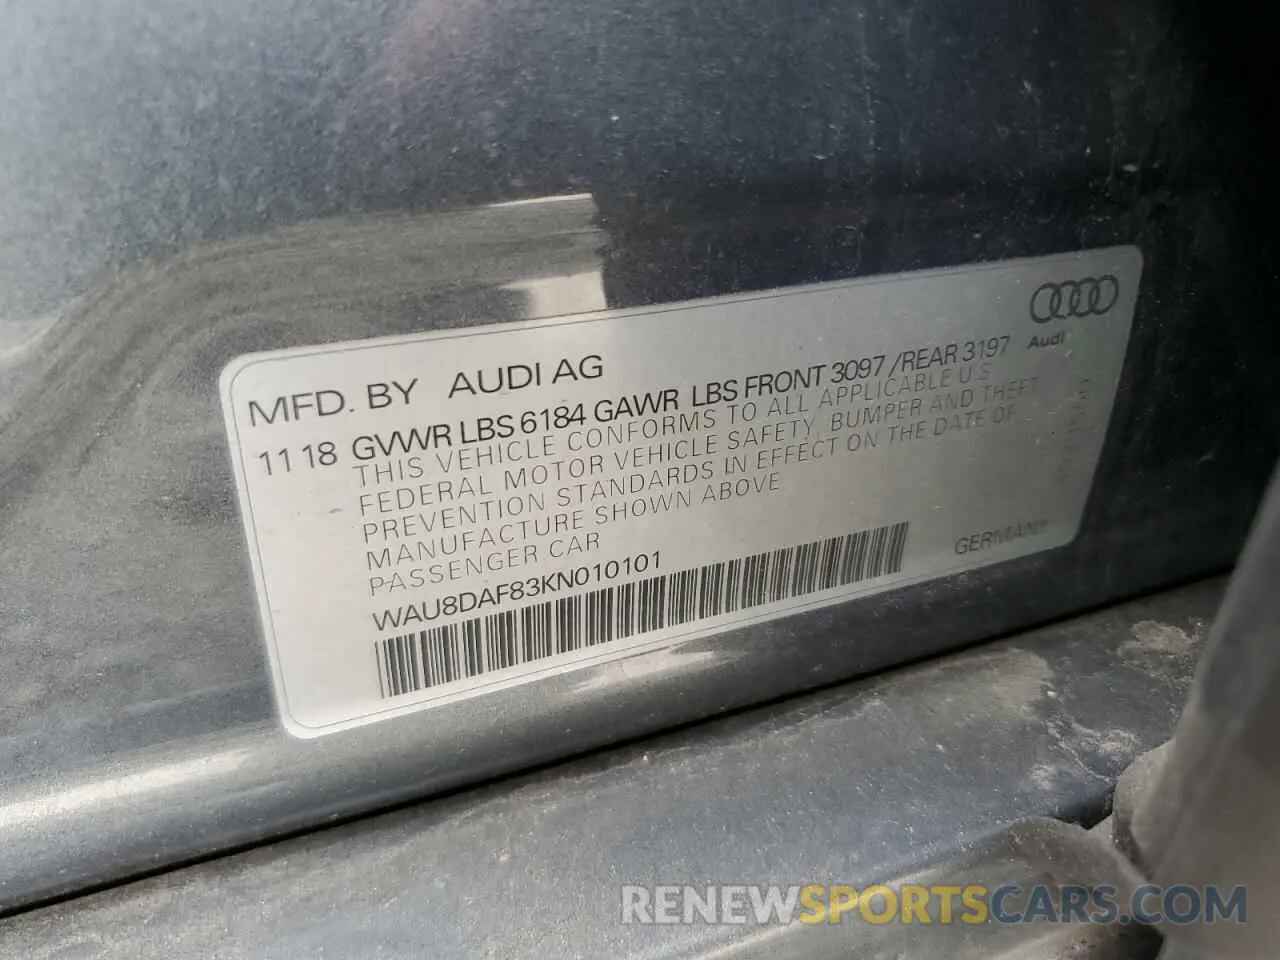 MFD. BY AUDI AG
Audi
11 18 GVWR LBS 6184 GAWR LBS FRONT 3097 /REAR 3197
THIS VEHICLE CONFORMS TO ALL APPLICABLE U S
FEDERAL MOTOR VEHICLE SAFETY, BUMPER AND THEFT
PREVENTION STANDARDS IN EFFECT ON THE DATE OF
MANUFACTURE SHOWN ABOVE
PASSENGER CAR
WAU8DAF83KN010101
GERMANY
RENEWSPORTSCARS.COM